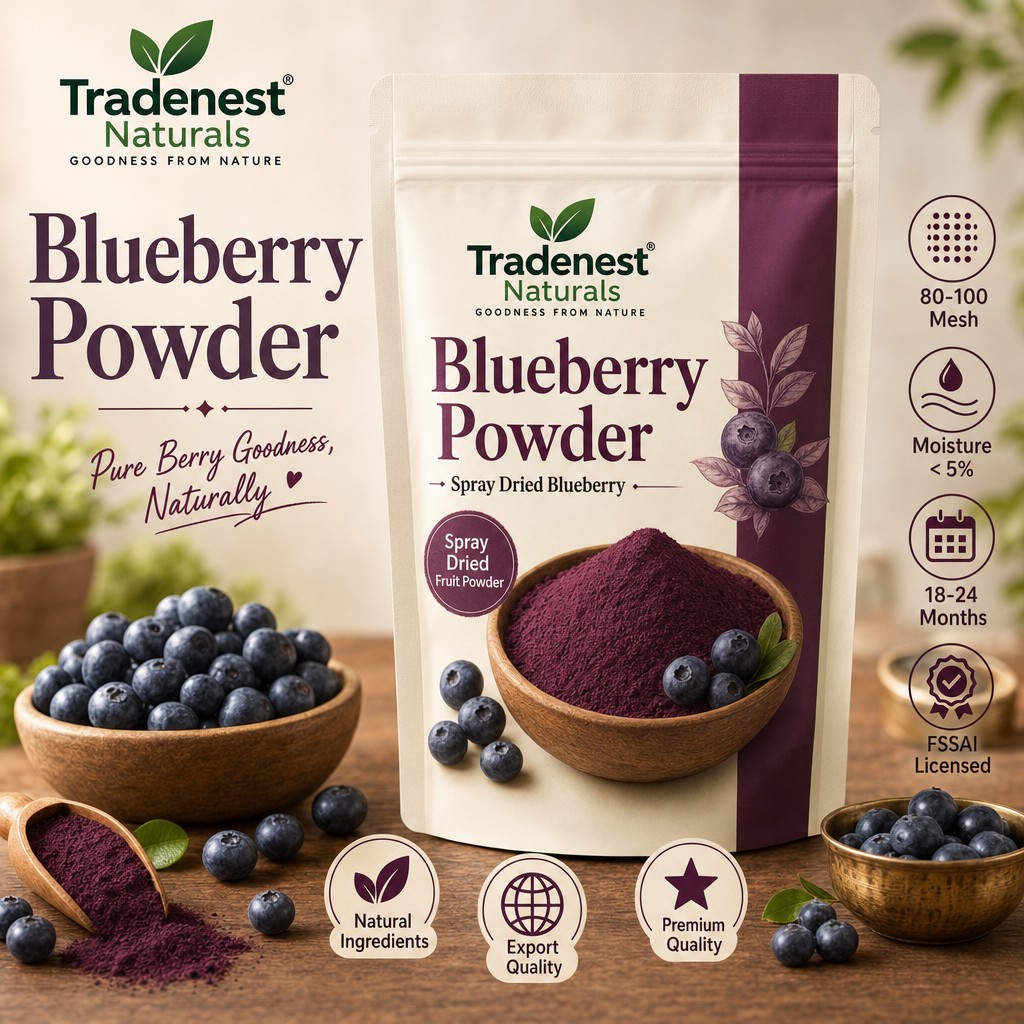 Tradenest®
Naturals
GOODNESS FROM NATURE
Blueberry
Powder
Pure Berry Goodness,
Naturally
Tradenest®
Naturals
GOODNESS FROM NATURE
Blueberry
Powder
Spray Dried Blueberry
Spray
Dried
Fruit Powder
80-100
Mesh
Moisture
< 5%
18-24
Months
FSSAI
Licensed
Natural
Ingredients
Export
Quality
Premium
Quality